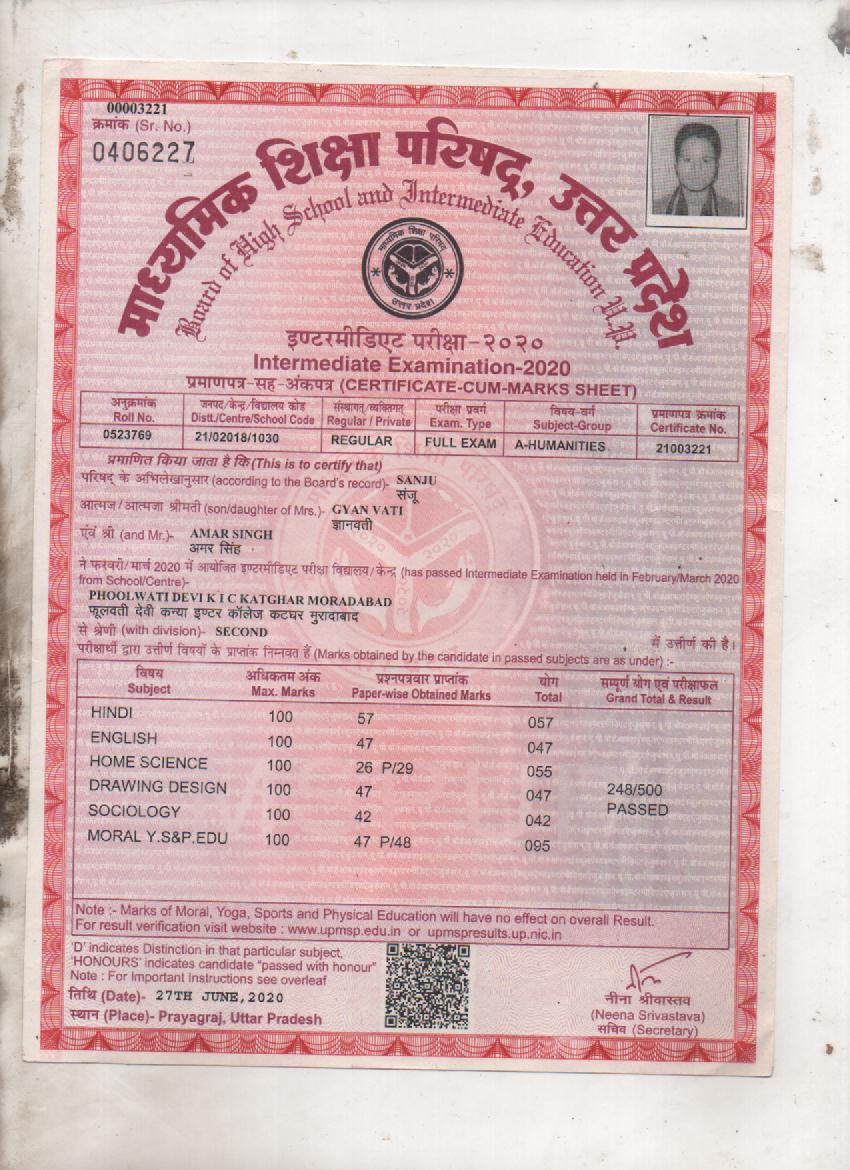 00003221
क्रमांक (Sr. No.)
0406227
माध्यमिक शिक्षा परिषद्, उत्तर प्रदेश
Board of High School and Intermediate Education U.P.
माध्यमिक शिक्षा परिषद्
उत्तर प्रदेश
इण्टरमीडिएट परीक्षा-२०२०
Intermediate Examination-2020
प्रमाणपत्र-सह-अंकपत्र (CERTIFICATE-CUM-MARKS SHEET)
अनुक्रमांक जनपद/केन्द्र/विद्यालय कोड संस्थागत्/व्यक्तिगत् परीक्षा प्रवर्ग विषय-वर्ग प्रमाणपत्र क्रमांक
Roll No. Distt./Centre/School Code Regular / Private Exam. Type Subject-Group Certificate No.
0523769 21/02018/1030 REGULAR FULL EXAM A-HUMANITIES 21003221
प्रमाणित किया जाता है कि (This is to certify that)
परिषद् के अभिलेखानुसार (according to the Board's record)- SANJU
संजू
आत्मज/आत्मजा श्रीमती (son/daughter of Mrs.)- GYAN VATI
ज्ञानवती
एंवं श्री (and Mr.)- AMAR SINGH
अमर सिंह
ने फरवरी/मार्च 2020 में आयोजित इण्टरमीडिएट परीक्षा विद्यालय/केन्द्र (has passed Intermediate Examination held in February/March 2020
from School/Centre)-
PHOOLWATI DEVI K I C KATGHAR MORADABAD
फूलवती देवी कन्या इण्टर कॉलेज कटघर मुरादाबाद
से श्रेणी (with division)- SECOND में उत्तीर्ण की है।
परीक्षार्थी द्वारा उत्तीर्ण विषयों के प्राप्तांक निम्नवत हैं (Marks obtained by the candidate in passed subjects are as under) :-
विषय अधिकतम अंक प्रश्नपत्रवार प्राप्तांक योग सम्पूर्ण योग एवं परीक्षाफल
Subject Max. Marks Paper-wise Obtained Marks Total Grand Total & Result
HINDI 100 57 057
ENGLISH 100 47 047
HOME SCIENCE 100 26 P/29 055
DRAWING DESIGN 100 47 047 248/500
SOCIOLOGY 100 42 042 PASSED
MORAL Y.S&P.EDU 100 47 P/48 095
Note :- Marks of Moral, Yoga, Sports and Physical Education will have no effect on overall Result.
For result verification visit website : www.upmsp.edu.in or upmspresults.up.nic.in
'D' indicates Distinction in that particular subject,
'HONOURS' indicates candidate "passed with honour"
Note : For Important Instructions see overleaf
तिथि (Date)- 27TH JUNE,2020
स्थान (Place)- Prayagraj, Uttar Pradesh
नीना श्रीवास्तव
(Neena Srivastava)
सचिव (Secretary)